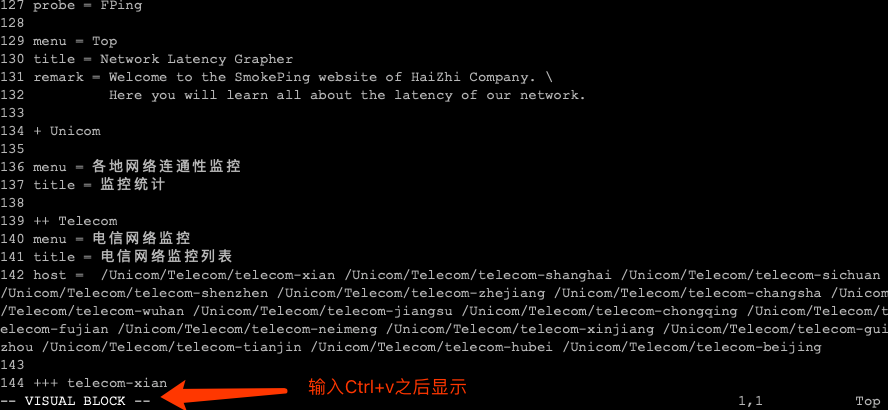 127 probe = FPing
128
129 menu = Top
130 title = Network Latency Grapher
131 remark = Welcome to the SmokePing website of HaiZhi Company. \
132          Here you will learn all about the latency of our network.
133
134 + Unicom
135
136 menu = 各地网络连通性监控
137 title = 监控统计
138
139 ++ Telecom
140 menu = 电信网络监控
141 title = 电信网络监控列表
142 host =  /Unicom/Telecom/telecom-xian /Unicom/Telecom/telecom-shanghai /Unicom/Telecom/telecom-sichuan
/Unicom/Telecom/telecom-shenzhen /Unicom/Telecom/telecom-zhejiang /Unicom/Telecom/telecom-changsha /Unicom
/Telecom/telecom-wuhan /Unicom/Telecom/telecom-jiangsu /Unicom/Telecom/telecom-chongqing /Unicom/Telecom/t
elecom-fujian /Unicom/Telecom/telecom-neimeng /Unicom/Telecom/telecom-xinjiang /Unicom/Telecom/telecom-gui
zhou /Unicom/Telecom/telecom-tianjin /Unicom/Telecom/telecom-hubei /Unicom/Telecom/telecom-beijing
143
144 +++ telecom-xian
输入Ctrl+v之后显示
-- VISUAL BLOCK -- 1,1 Top